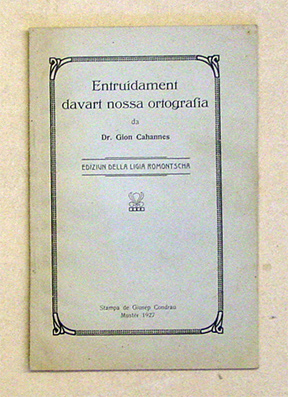 Entruidament
davart nossa ortografia
da
Dr. Gion Cahannes
EDIZIUN DELLA LIGIA ROMONTSCHA
Stampa de Giusep Condrau
Mustér 1927